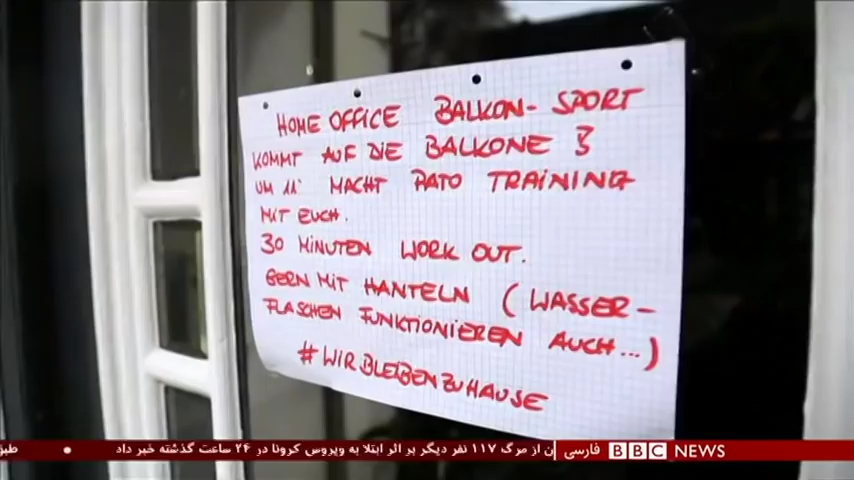 HOME OFFICE BALKON-SPORT
KOMMT AUF DIE BALKONE
UM 11° MACHT PATO TRAINING
MIT EUCH.
30 MINUTEN WORK OUT.
GERN MIT HANTELN (WASSER-
FLASCHEN FUNKTIONIEREN AUCH...)
#WIRBLEIBENZUHAUSE
ن از مرگ ۱۱۷ نفر دیگر بر اثر ابتلا به ویروس کرونا در ۲۴ ساعت گذشته خبر داد • طبق
فارسی BBC NEWS